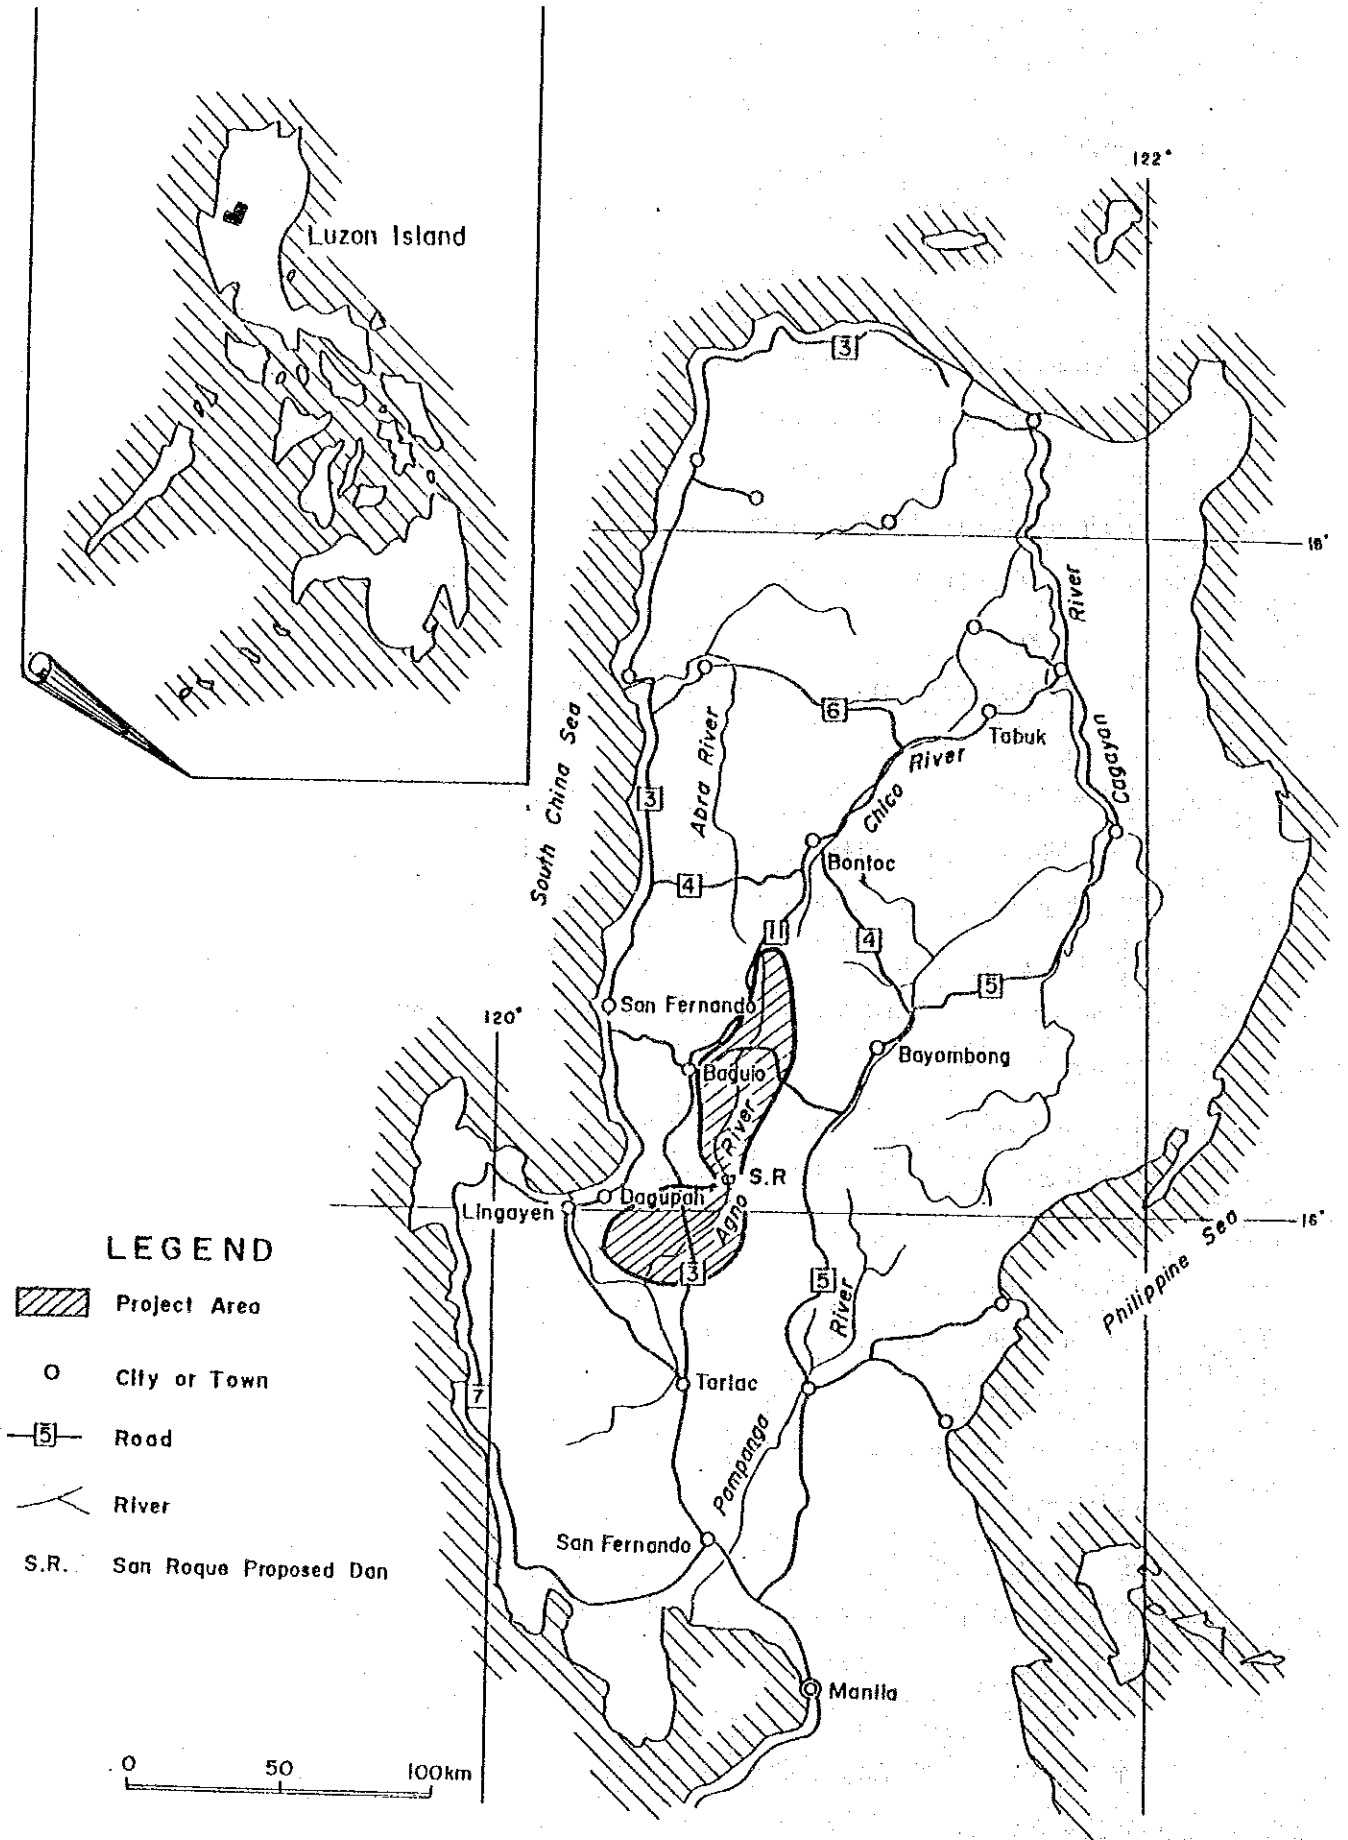 Luzon Island
122°
3
18°
River
6
Tabuk
River
Cagayan
South China Sea
Abra River
3
Chico
Bontoc
4
11
4
5
San Fernando
120°
Bayombong
Baguio
River
S.R
Dagupan
Lingayen
Agno
16°
LEGEND
Philippine Sea
3
5
River
Project Area
City or Town
7
Tarlac
5
Road
Pampanga
River
San Fernando
S.R. San Roque Proposed Dan
Manila
0 50 100km